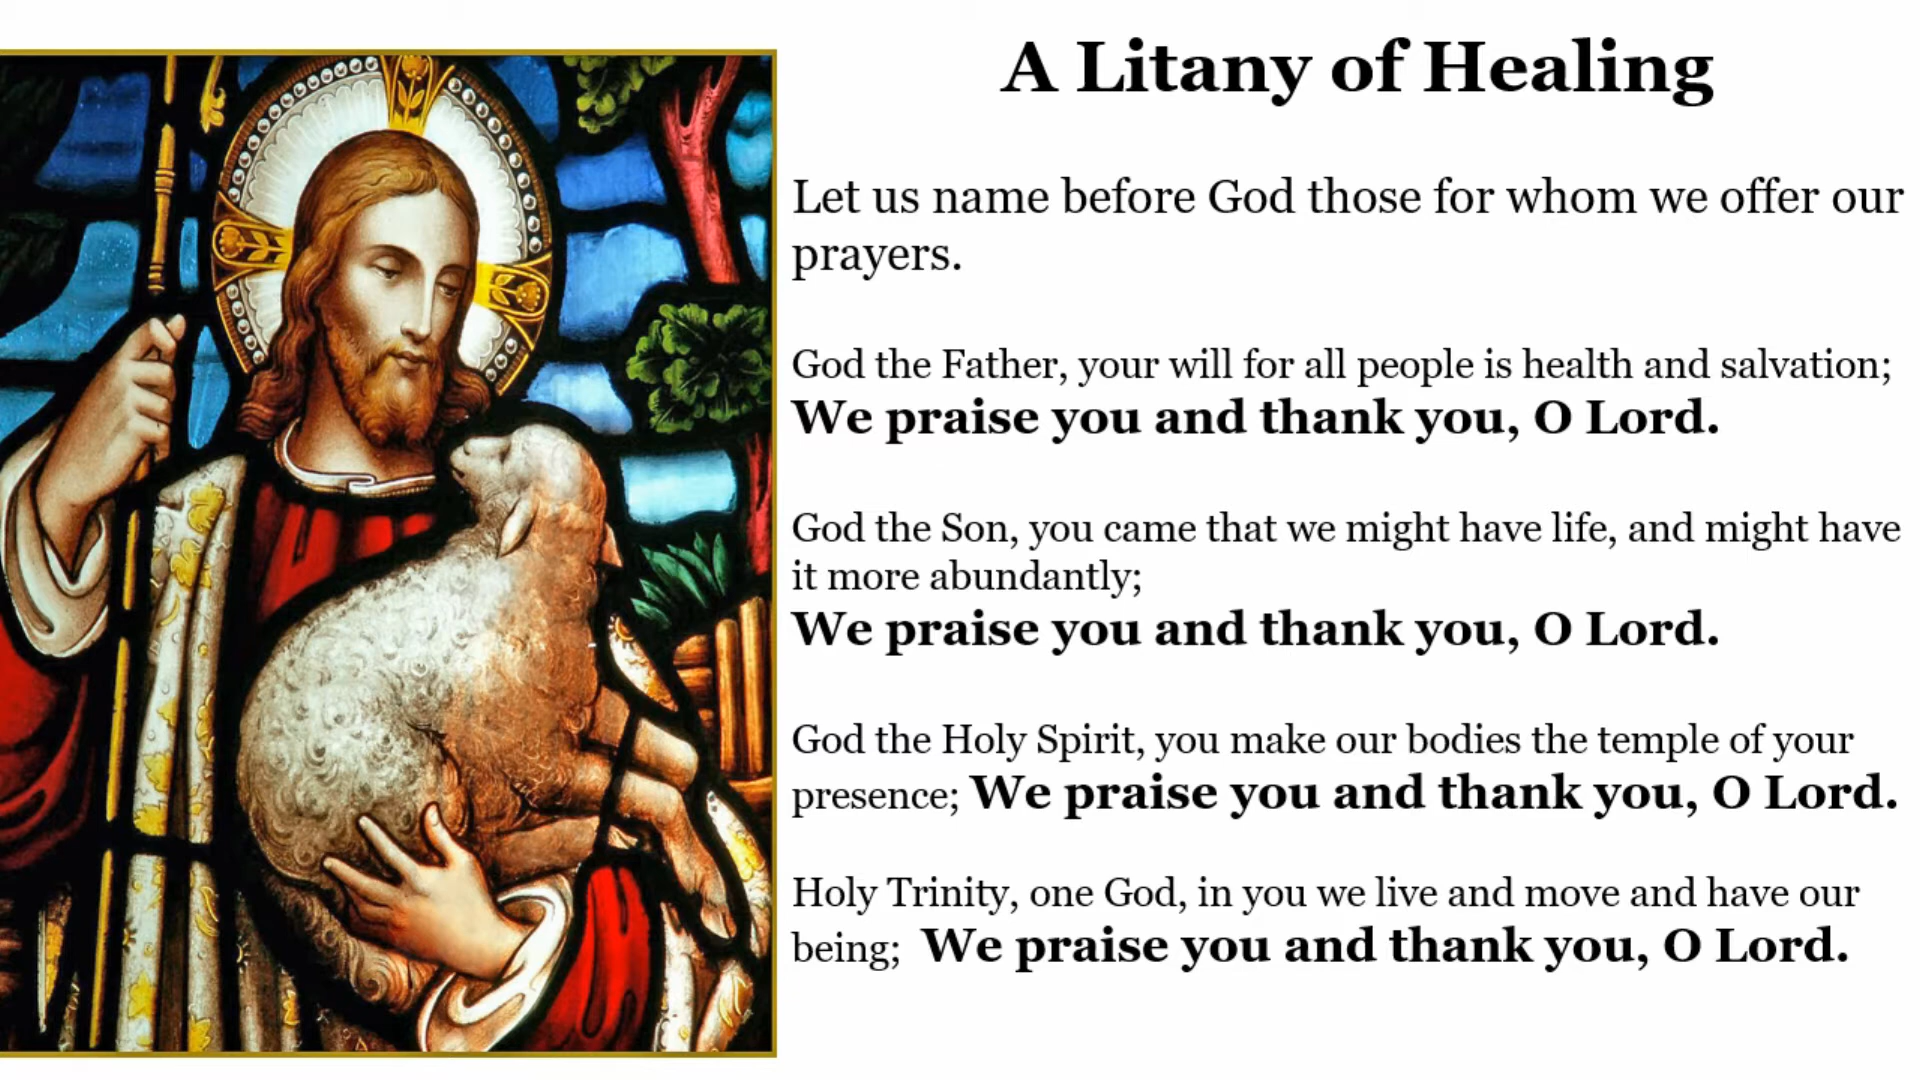 A Litany of Healing
Let us name before God those for whom we offer our
prayers.
God the Father, your will for all people is health and salvation;
We praise you and thank you, O Lord.
God the Son, you came that we might have life, and might have
it more abundantly;
We praise you and thank you, O Lord.
God the Holy Spirit, you make our bodies the temple of your
presence; We praise you and thank you, O Lord.
Holy Trinity, one God, in you we live and move and have our
being;  We praise you and thank you, O Lord.